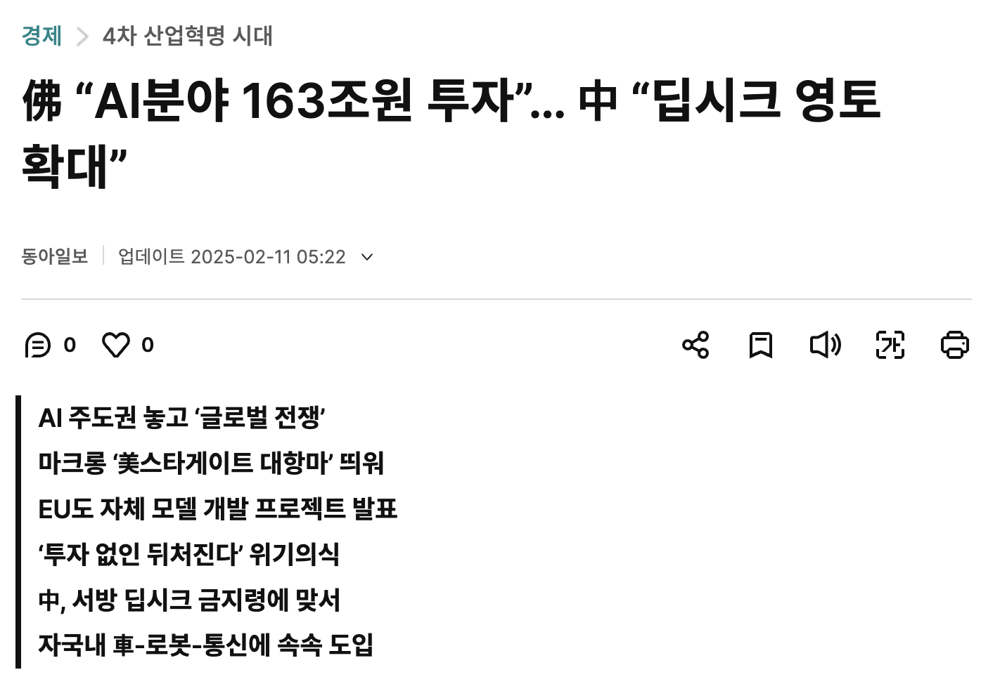 경제 > 4차 산업혁명 시대
佛 “AI분야 163조원 투자”… 中 “딥시크 영토
확대”
동아일보 업데이트 2025-02-11 05:22
0 0 가
AI 주도권 놓고 ‘글로벌 전쟁’
마크롱 ‘美스타게이트 대항마’ 띄워
EU도 자체 모델 개발 프로젝트 발표
‘투자 없인 뒤처진다’ 위기의식
中, 서방 딥시크 금지령에 맞서
자국내 車-로봇-통신에 속속 도입